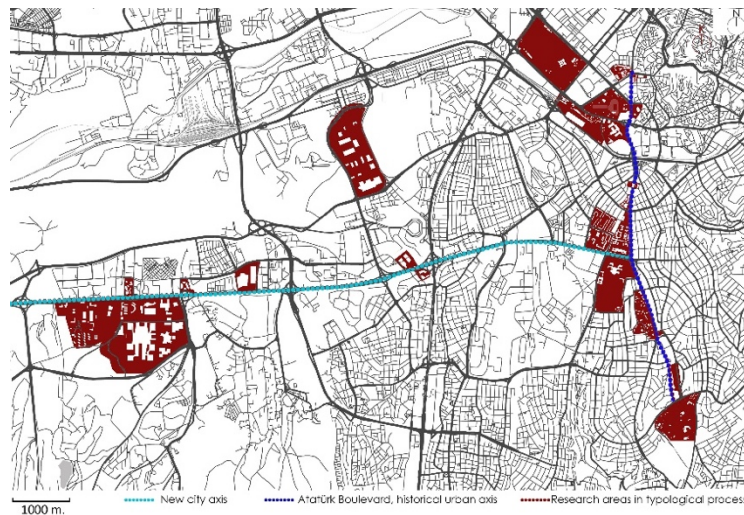 1000 m.
New city axis
Atatürk Boulevard, historical urban axis
Research areas in typological process